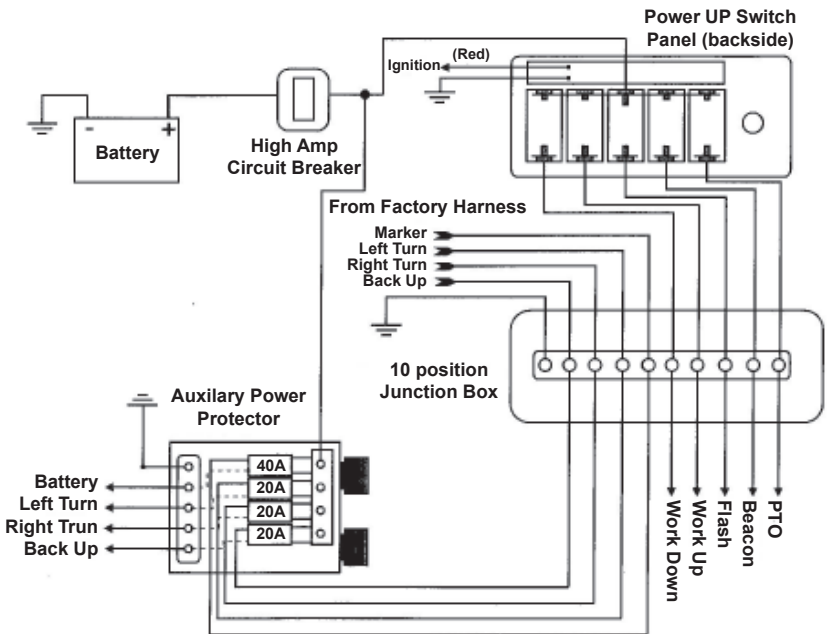 Power UP Switch
Panel (backside)
(Red)
Ignition
- +
Battery
High Amp
Circuit Breaker
From Factory Harness
Marker
Left Turn
Right Turn
Back Up
10 position
Junction Box
Auxilary Power
Protector
40A
20A
20A
20A
Battery
Left Turn
Right Trun
Back Up
Work Down
Work Up
Flash
Beacon
PTO